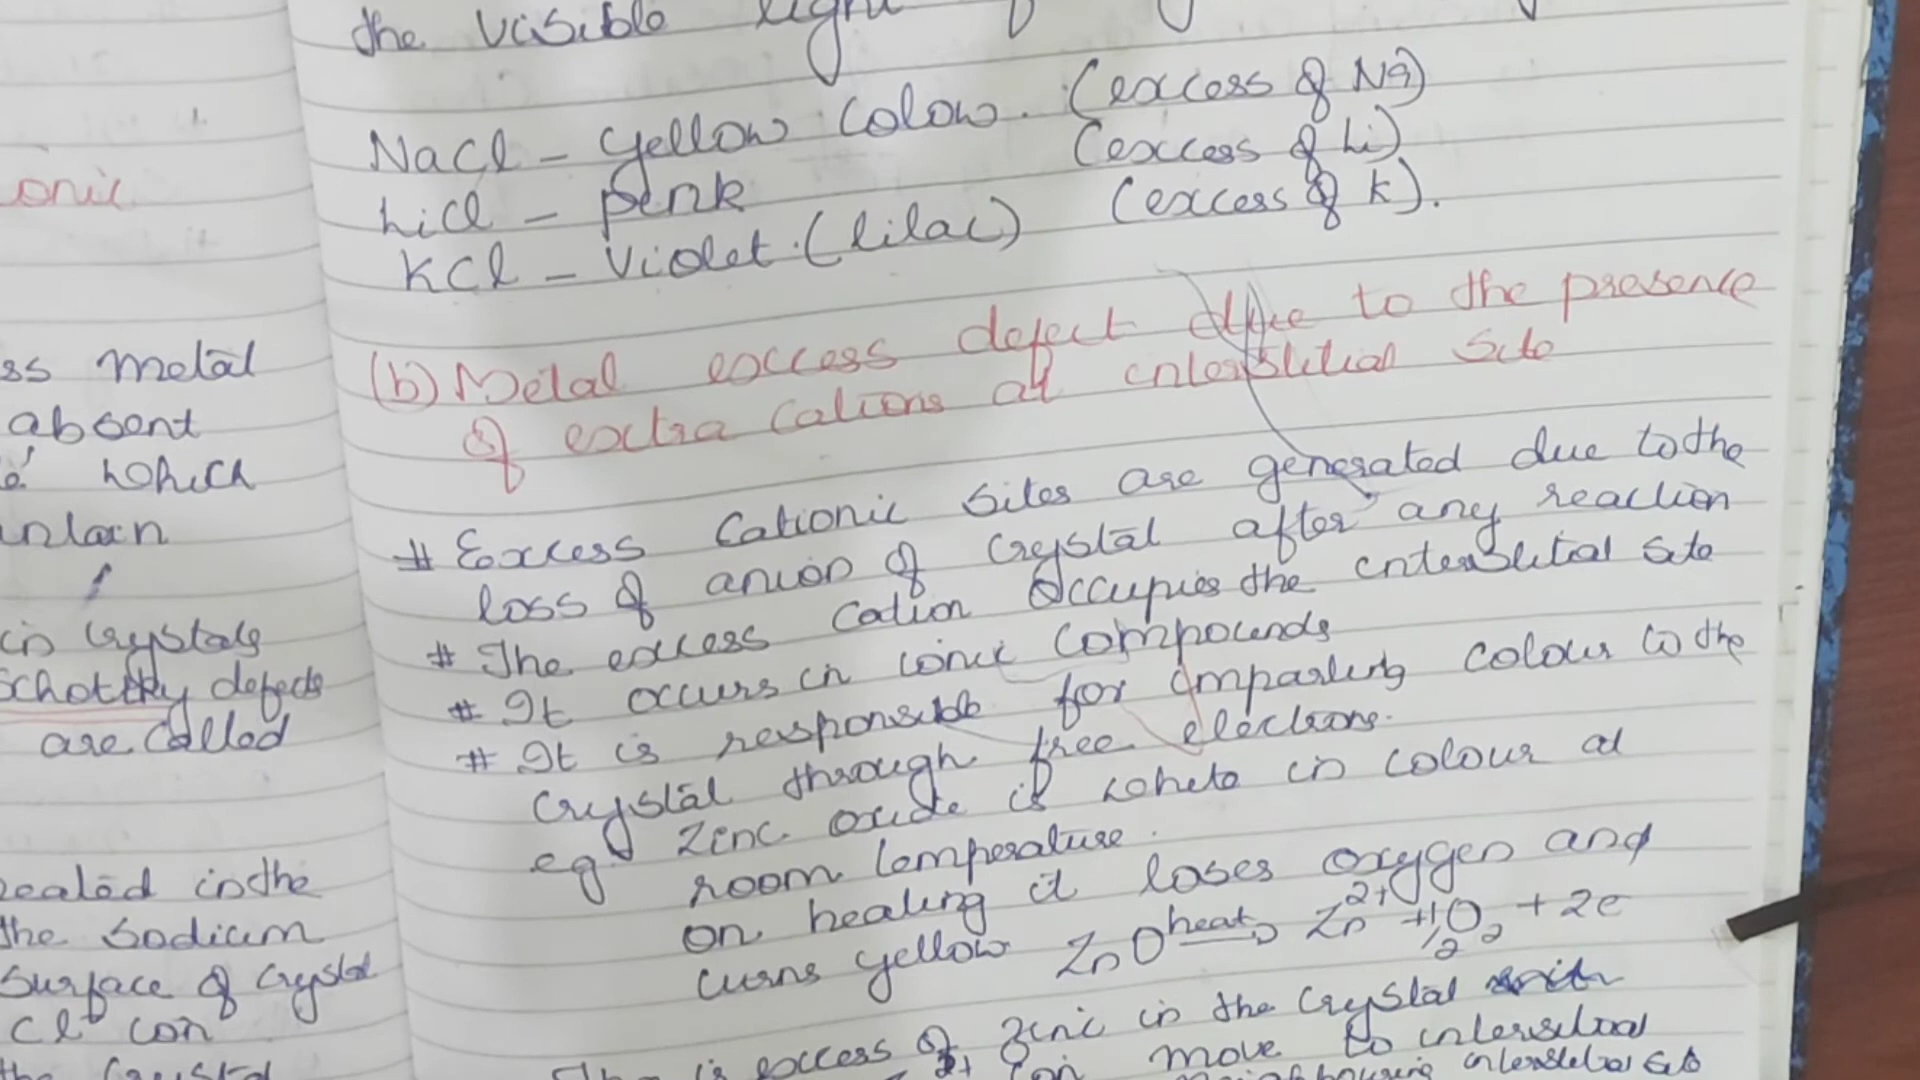 onic
ss metal
absent
which
in crystals
Schottky defects
are called
in the
the sodium
surface of crystal
Cl con
the
the visible light
NaCl - yellow colour. (excess of Na)
LiCl - pink (excess of Li)
KCl - violet. (lilac) (excess of K).
(b) Metal excess defect due to the presence
of extra cations at interstitial site
# Excess cationic sites are generated due to the
loss of anion of crystal after any reaction
# The excess cation occupies the interstitial site
# It occurs in ionic compounds
# It is responsible for imparting colour to the
crystal through free electrons.
eg Zinc oxide is white in colour at
room temperature.
on heating it loses oxygen and
turns yellow ZnO heat→ Zn2+ + 1/2 O2 + 2e-
is excess of zinc in the crystal
move to interstitial